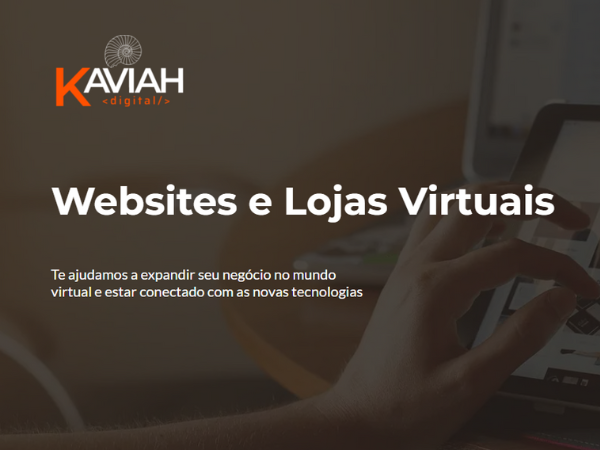 KAVIAH
<digital/>
Websites e Lojas Virtuais
Te ajudamos a expandir seu negócio no mundo
virtual e estar conectado com as novas tecnologias